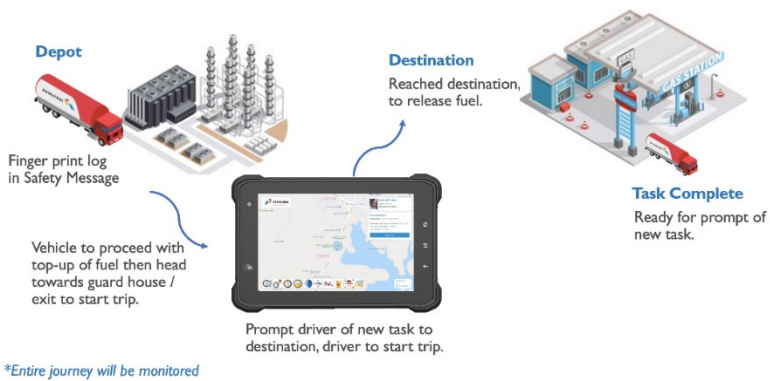 Depot
Finger print log
in Safety Message
Vehicle to proceed with
top-up of fuel then head
towards guard house /
exit to start trip.
Prompt driver of new task to
destination, driver to start trip.
Destination
Reached destination,
to release fuel.
GAS STATION
Task Complete
Ready for prompt of
new task.
*Entire journey will be monitored